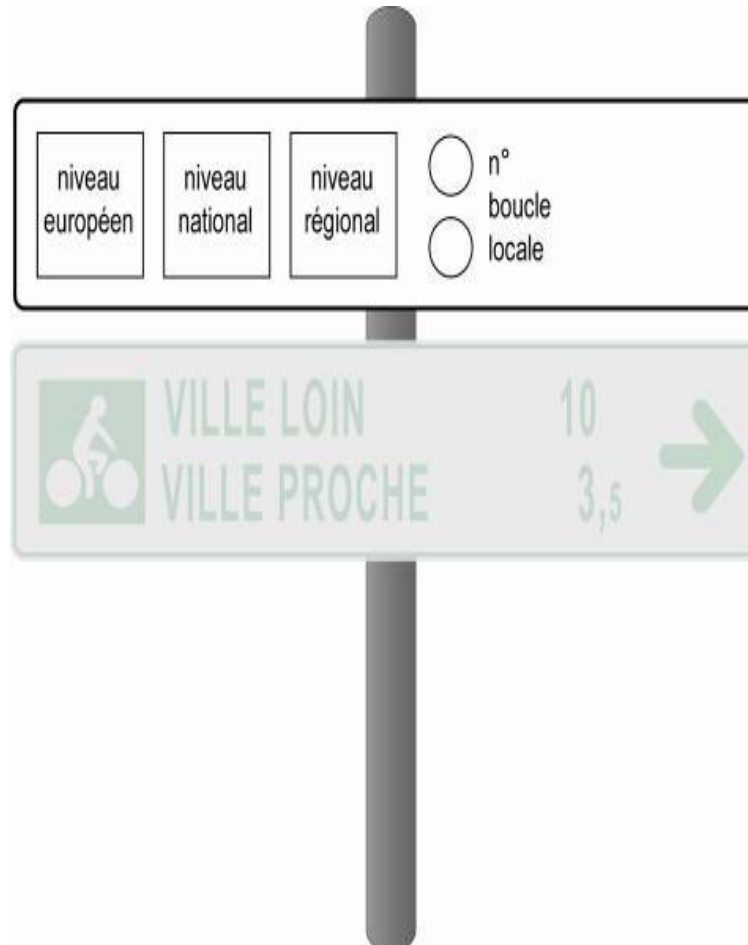 niveau
européen
niveau
national
niveau
régional
n°
boucle
locale
VILLE LOIN 10
VILLE PROCHE 3,5